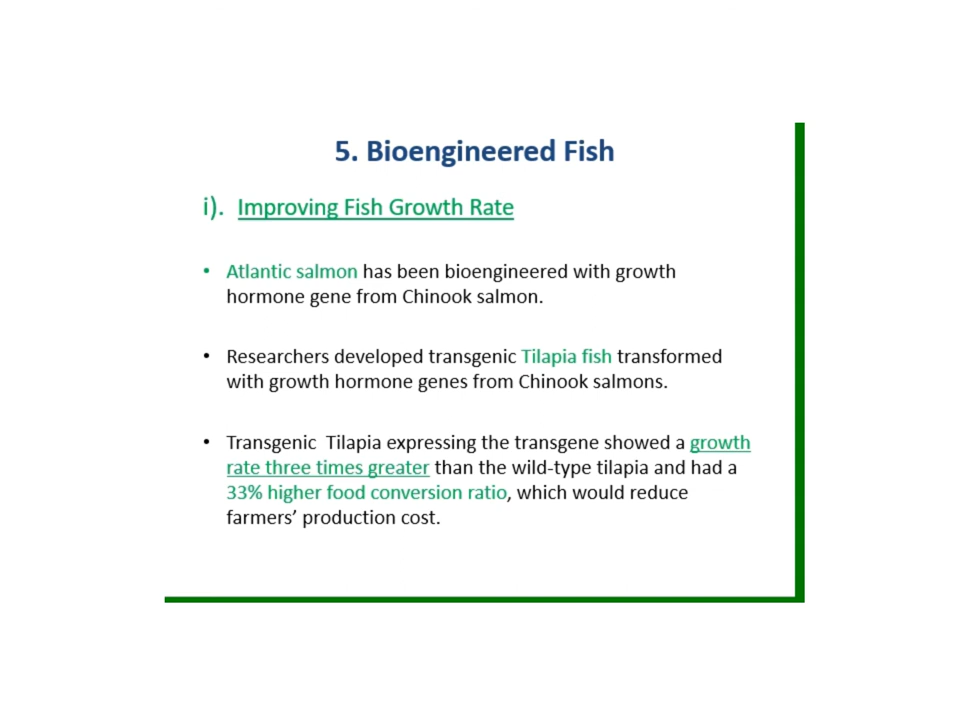 5. Bioengineered Fish
i). Improving Fish Growth Rate
• Atlantic salmon has been bioengineered with growth
hormone gene from Chinook salmon.
• Researchers developed transgenic Tilapia fish transformed
with growth hormone genes from Chinook salmons.
• Transgenic  Tilapia expressing the transgene showed a growth
rate three times greater than the wild-type tilapia and had a
33% higher food conversion ratio, which would reduce
farmers’ production cost.